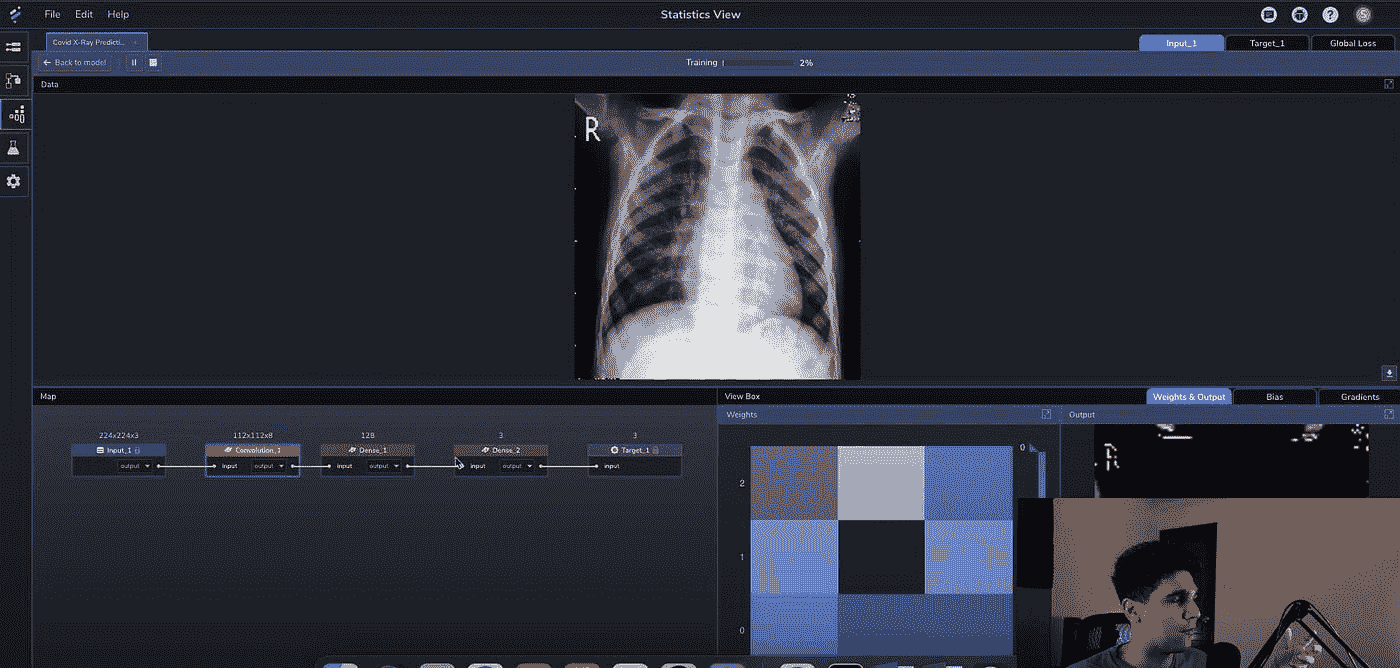 File Edit Help
Statistics View
Covid X-Ray Predicti...
Input_1 Target_1 Global Loss
Back to model
Training 2%
Data
R
Map
View Box
Weights & Output Bias Gradients
Weights
Output
224x224x3 112x112x8 128 3 3
Input_1 Convolution_1 Dense_1 Dense_2 Target_1
output input output input output input output input
0
2
1
0
R